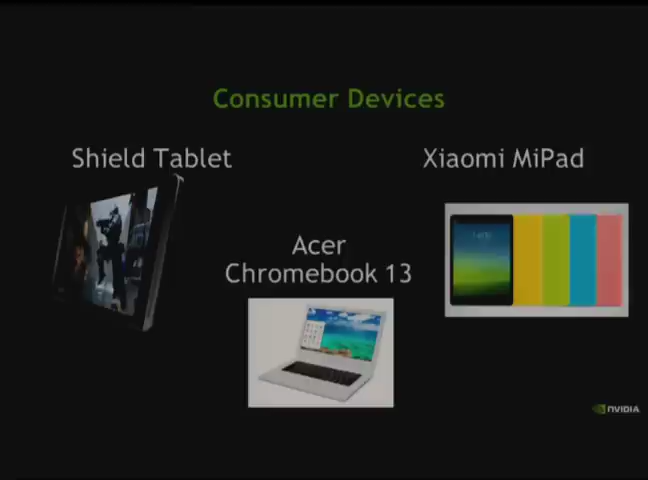 Consumer Devices
Shield Tablet
Xiaomi MiPad
Acer
Chromebook 13
NVIDIA